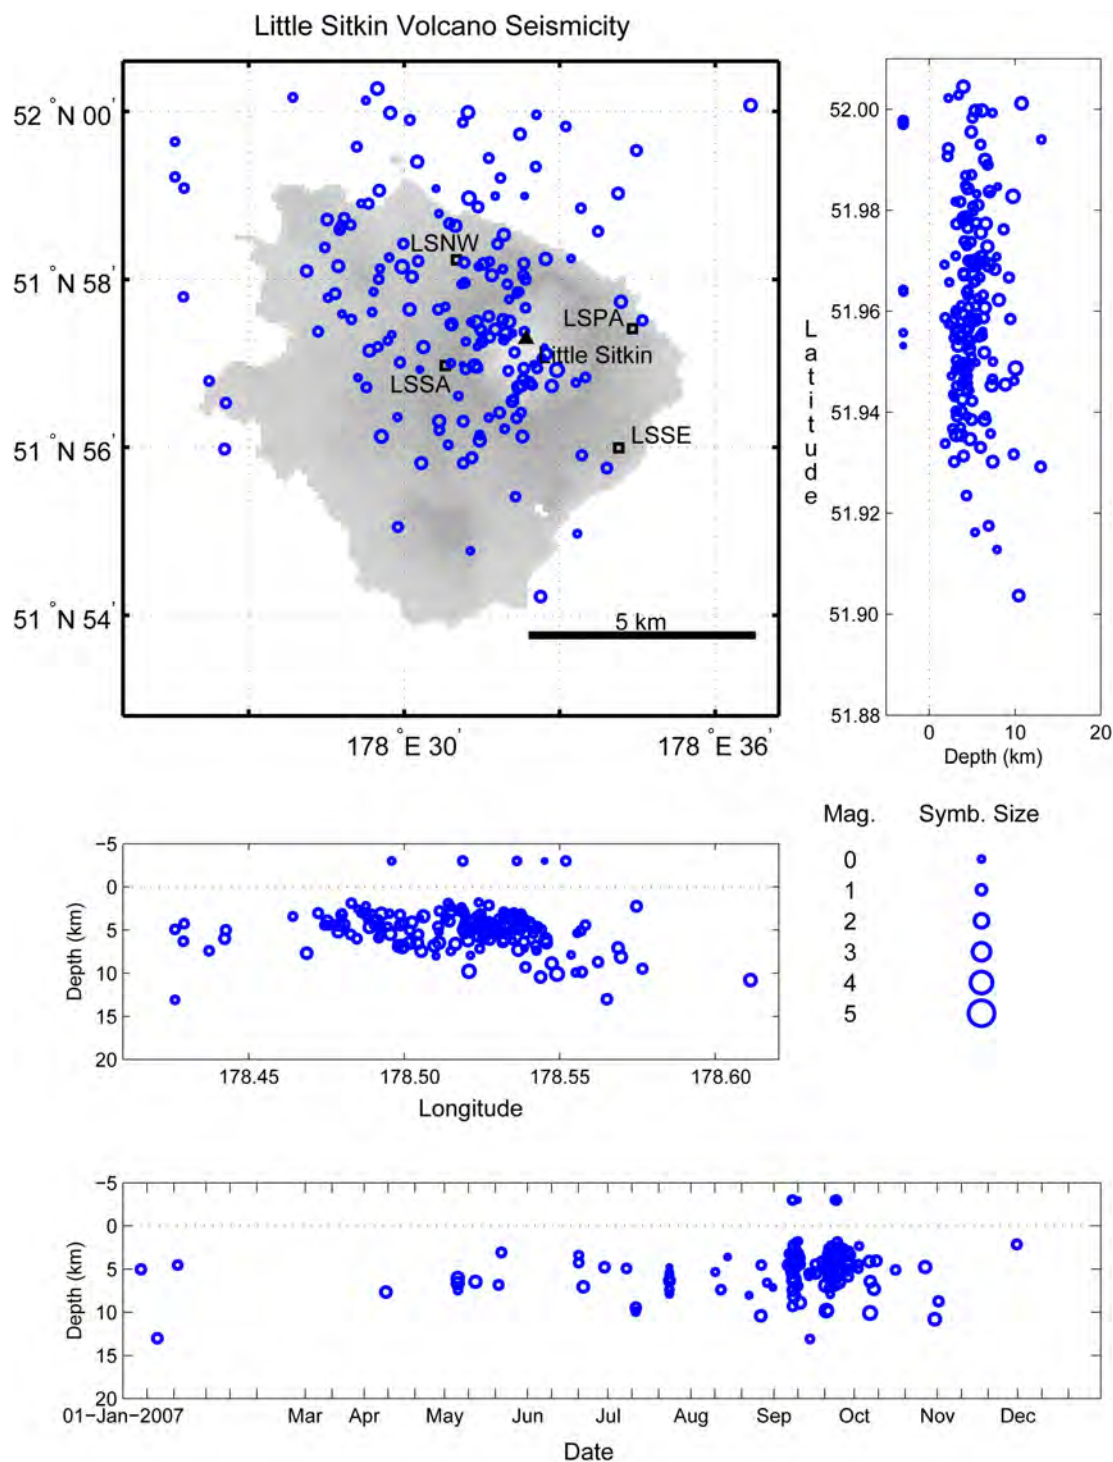 Little Sitkin Volcano Seismicity
52 °N 00'
51 °N 58'
51 °N 56'
51 °N 54'
178 °E 30'
178 °E 36'
LSNW
LSPA
Little Sitkin
LSSA
LSSE
5 km
52.00
51.98
51.96
51.94
51.92
51.90
51.88
Latitude
0
10
20
Depth (km)
−5
0
5
10
15
20
Depth (km)
178.45
178.50
178.55
178.60
Longitude
Mag. Symb. Size
0
1
2
3
4
5
−5
0
5
10
15
20
Depth (km)
01−Jan−2007 Mar Apr May Jun Jul Aug Sep Oct Nov Dec
Date